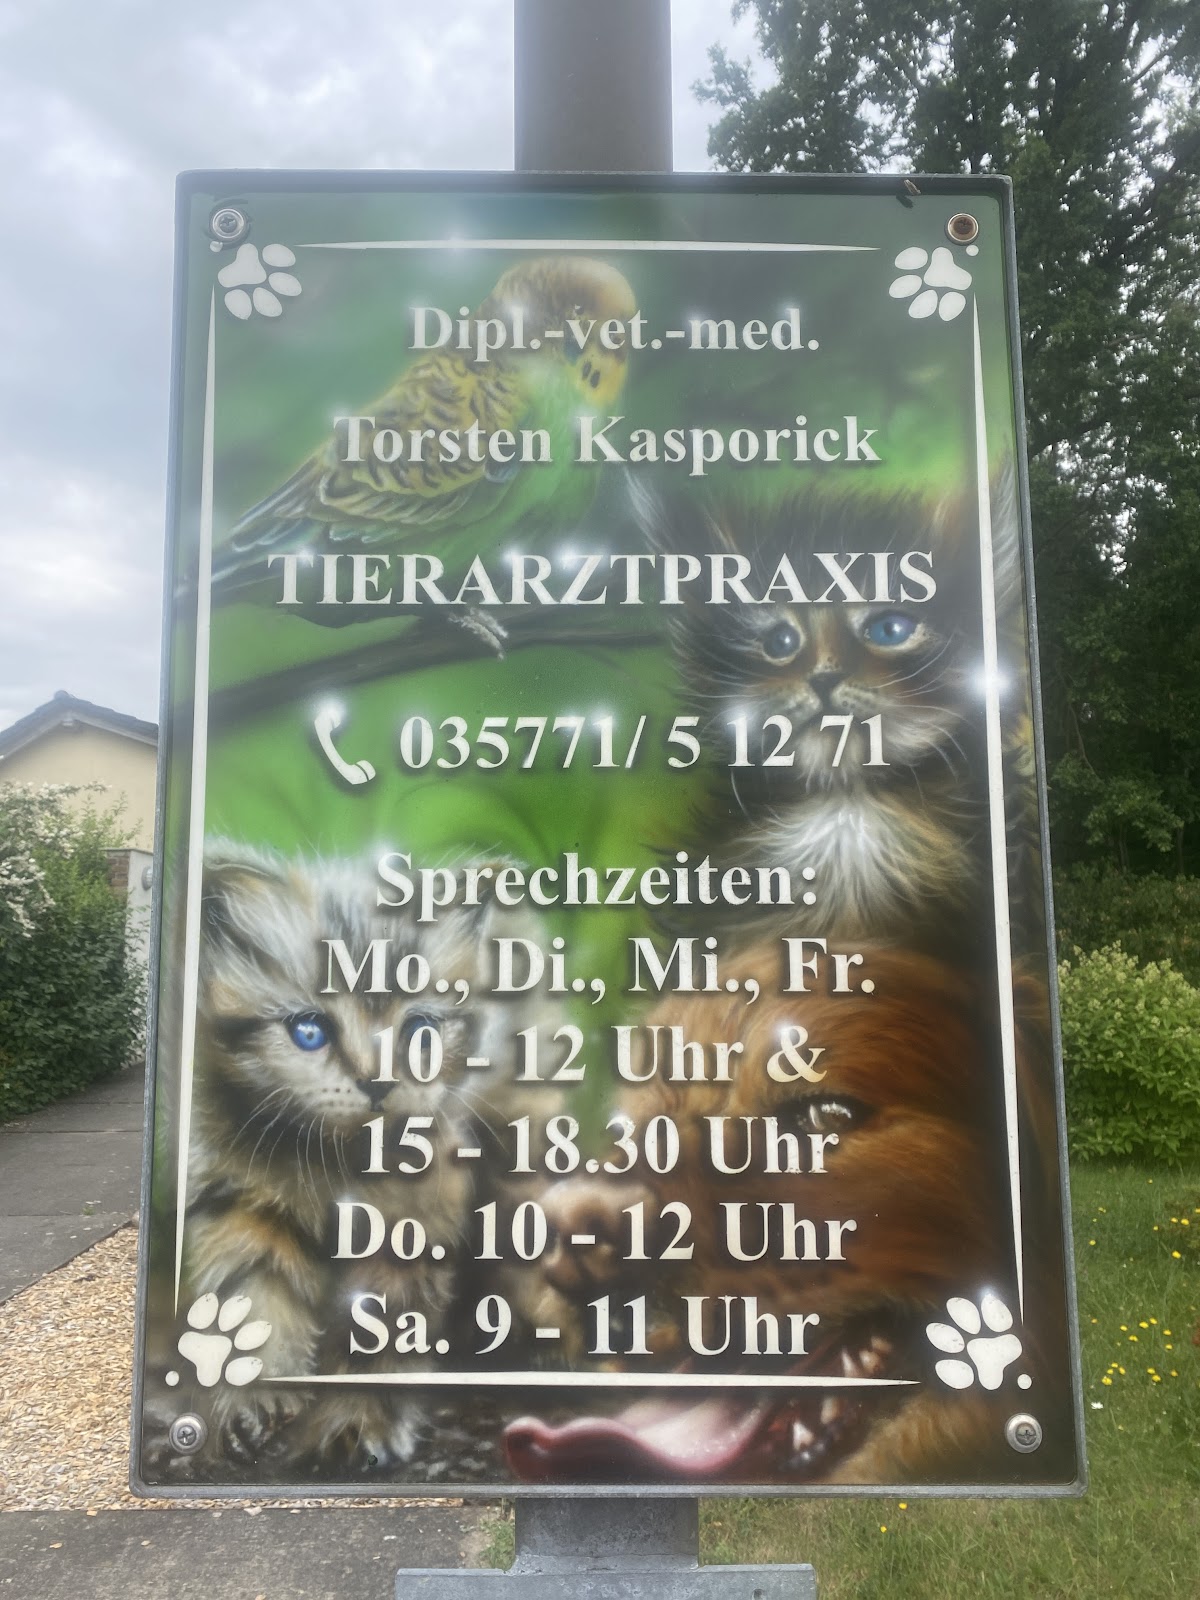 Dipl.-vet.-med.
Torsten Kasporick
TIERARZTPRAXIS
035771/ 5 12 71
Sprechzeiten:
Mo., Di., Mi., Fr.
10 - 12 Uhr &
15 - 18.30 Uhr
Do. 10 - 12 Uhr
Sa. 9 - 11 Uhr